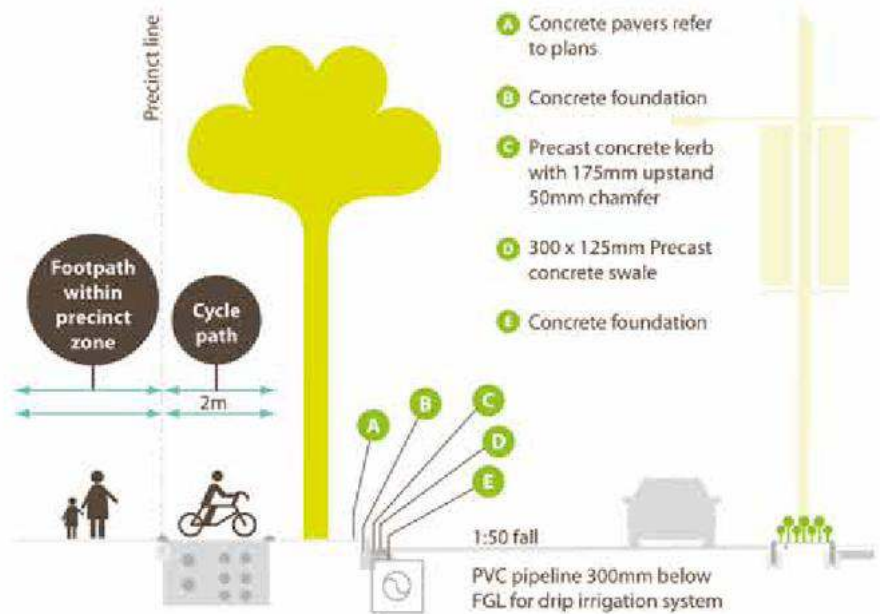 Precinct line
A Concrete pavers refer
to plans
B Concrete foundation
C Precast concrete kerb
with 175mm upstand
50mm chamfer
D 300 x 125mm Precast
concrete swale
E Concrete foundation
Footpath
within
precinct
zone
Cycle
path
2m
A
B
C
D
E
1:50 fall
PVC pipeline 300mm below
FGL for drip irrigation system